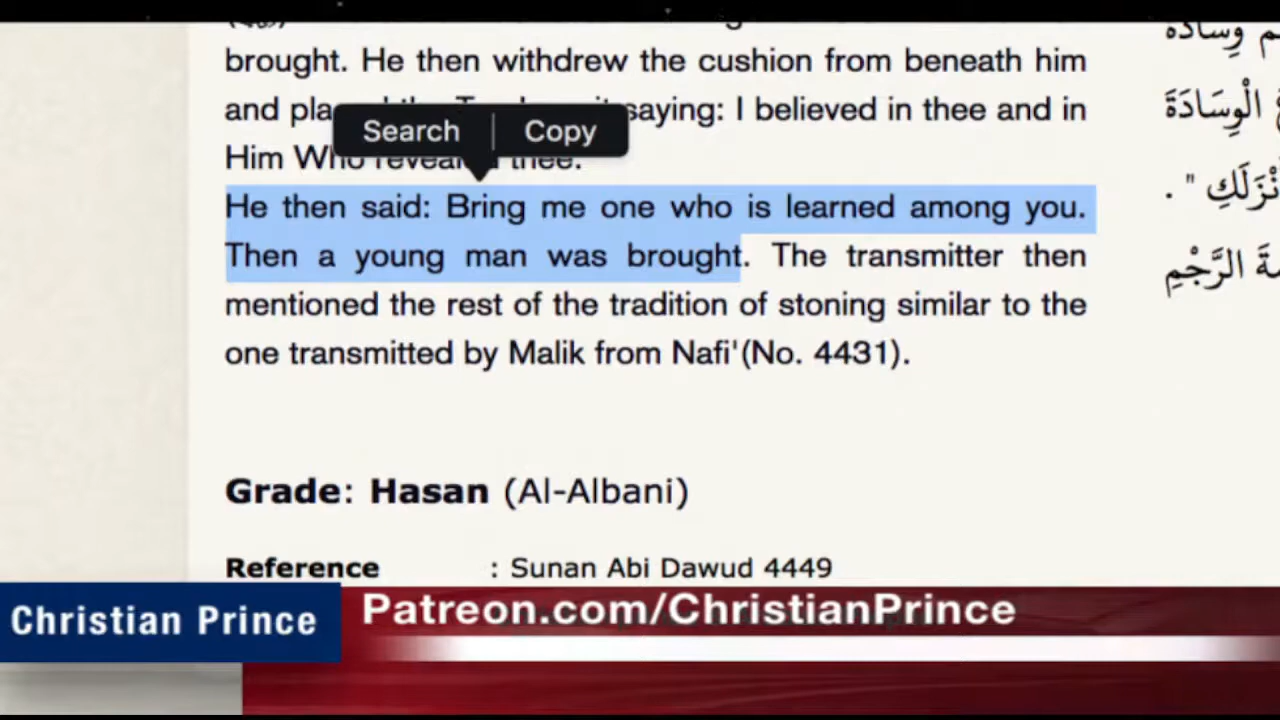 brought. He then withdrew the cushion from beneath him
and saying: I believed in thee and in
Search Copy
Him Who revealed thee.
He then said: Bring me one who is learned among you.
Then a young man was brought. The transmitter then
mentioned the rest of the tradition of stoning similar to the
one transmitted by Malik from Nafi'(No. 4431).
الْوِسَادَةَ
" .
الرَّجْمِ
Grade: Hasan (Al-Albani)
Reference : Sunan Abi Dawud 4449
Christian Prince
Patreon.com/ChristianPrince